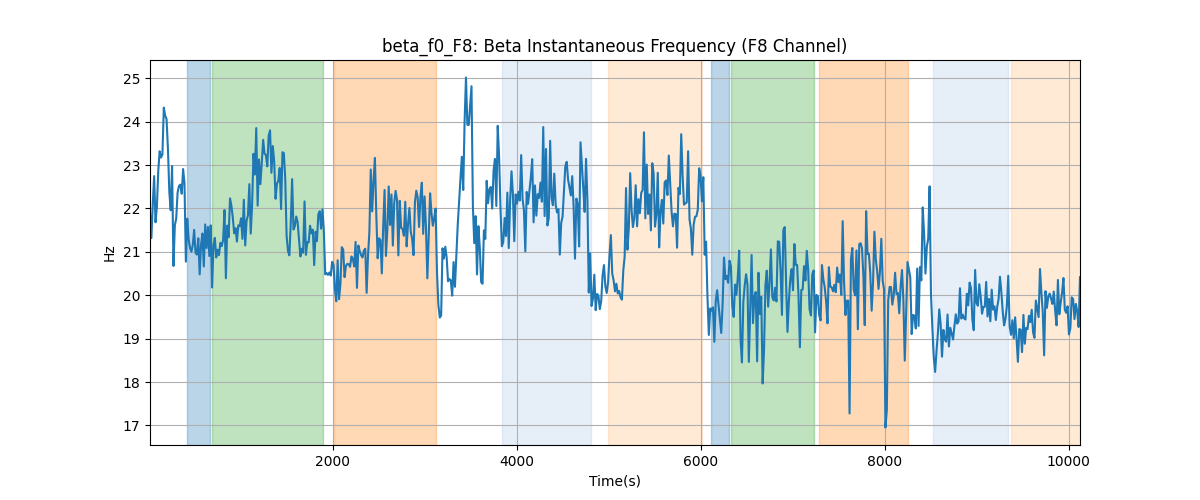 beta_f0_F8: Beta Instantaneous Frequency (F8 Channel)
25
24
23
22
21
20
19
18
17
Hz
2000 4000 6000 8000 10000
Time(s)